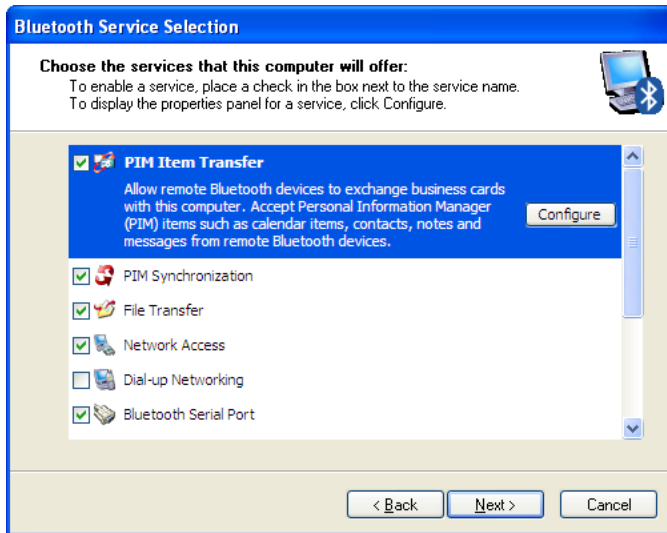 Bluetooth Service Selection
Choose the services that this computer will offer:
To enable a service, place a check in the box next to the service name.
To display the properties panel for a service, click Configure.
PIM Item Transfer
Allow remote Bluetooth devices to exchange business cards
with this computer. Accept Personal Information Manager
(PIM) items such as calendar items, contacts, notes and
messages from remote Bluetooth devices.
Configure
PIM Synchronization
File Transfer
Network Access
Dial-up Networking
Bluetooth Serial Port
< Back
Next >
Cancel